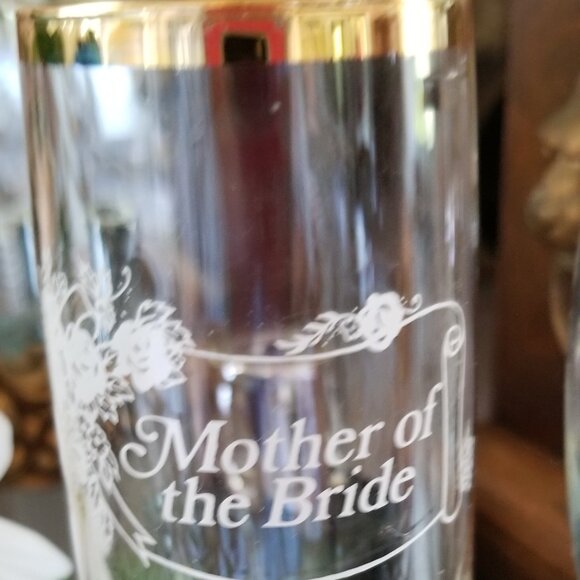 Mother of
the Bride